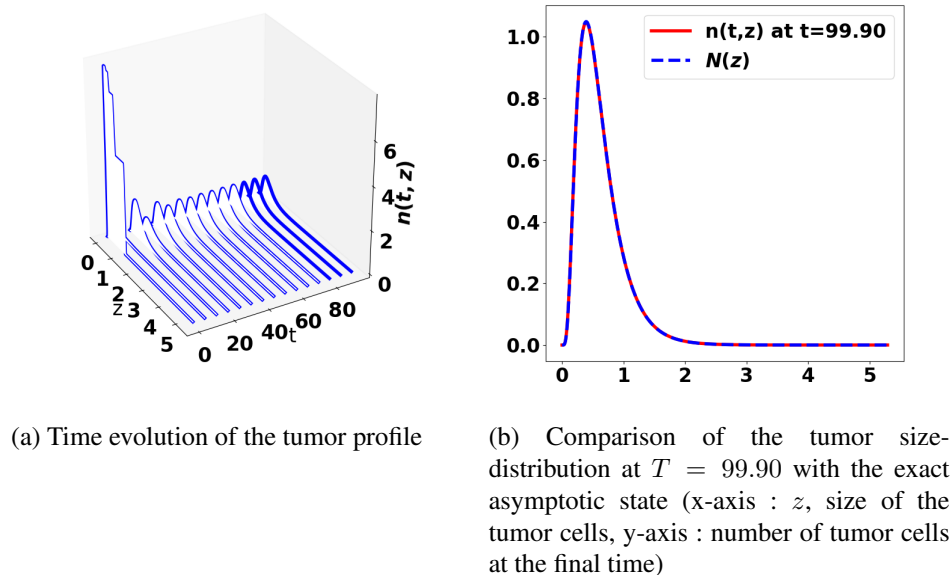 n(t,z) at t=99.90
N(z)
1.0
0.8
0.6
0.4
0.2
0.0
0 1 2 3 4 5
6
4
2
0
n(t, z)
0
1
2
3
4
5
z
0
20
40
60
80
t
(a) Time evolution of the tumor profile
(b) Comparison of the tumor size-
distribution at T = 99.90 with the exact
asymptotic state (x-axis : z, size of the
tumor cells, y-axis : number of tumor cells
at the final time)